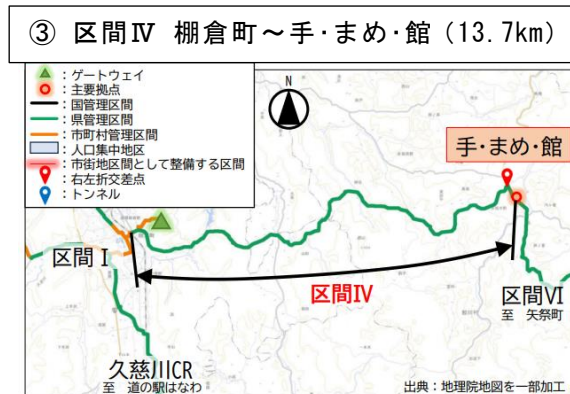 ③ 区間Ⅳ 棚倉町～手・まめ・館（13.7km）
：ゲートウェイ
：主要拠点
：国管理区間
：県管理区間
：市町村管理区間
：人口集中地区
：市街地区間として整備する区間
：右左折交差点
：トンネル
N
手・まめ・館
区間Ⅰ
区間Ⅳ
区間Ⅵ
至　矢祭町
久慈川CR
至　道の駅はなわ
出典：地理院地図を一部加工